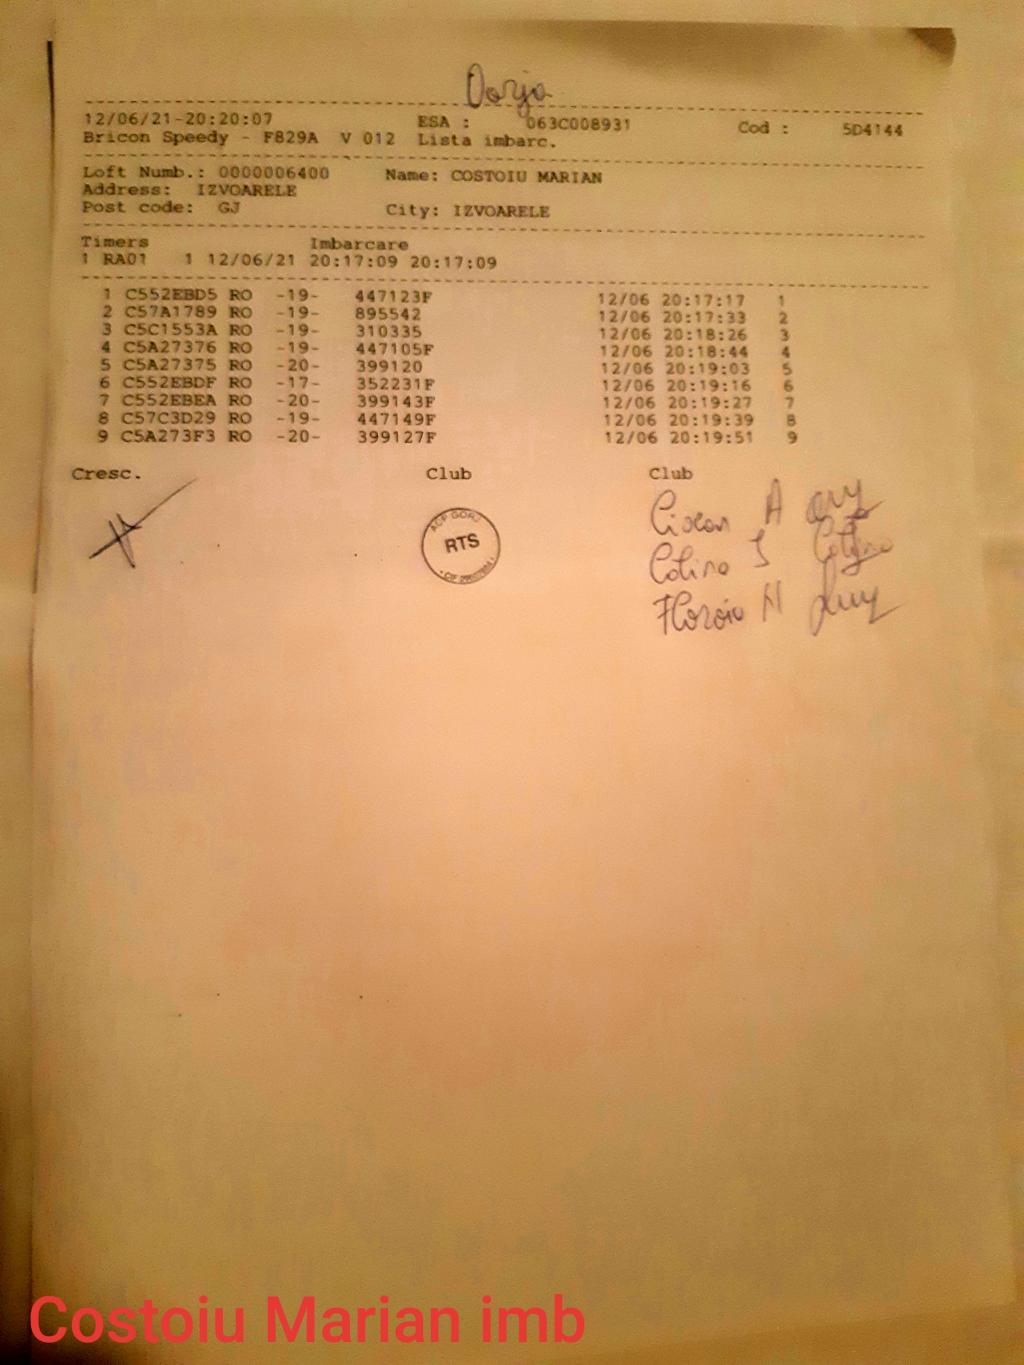 Dorja
12/06/21-20:20:07 ESA : 063C008931 Cod : 5D4144
Bricon Speedy - F829A V 012 Lista imbarc.
Loft Numb.: 0000006400 Name: COSTOIU MARIAN
Address: IZVOARELE
Post code: GJ City: IZVOARELE
Timers Imbarcare
1 RA01 1 12/06/21 20:17:09 20:17:09
1 C552EBD5 RO -19- 447123F 12/06 20:17:17 1
2 C57A1789 RO -19- 895542 12/06 20:17:33 2
3 C5C1553A RO -19- 310335 12/06 20:18:26 3
4 C5A27376 RO -19- 447105F 12/06 20:18:44 4
5 C5A27375 RO -20- 399120 12/06 20:19:03 5
6 C552EBDF RO -17- 352231F 12/06 20:19:16 6
7 C552EBEA RO -20- 399143F 12/06 20:19:27 7
8 C57C3D29 RO -19- 447149F 12/06 20:19:39 8
9 C5A273F3 RO -20- 399127F 12/06 20:19:51 9
Cresc. Club Club
ACP GORJ
RTS
CIF
A
Colina
Costoiu Marian imb